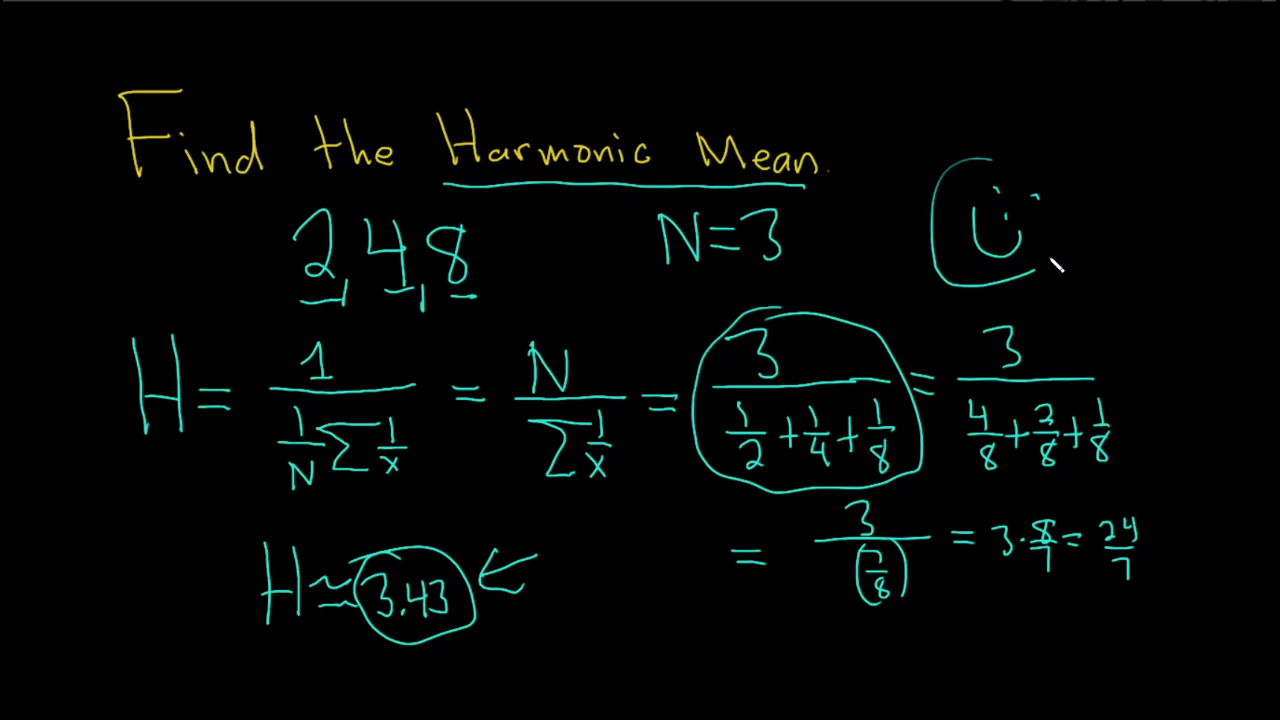 Find the Harmonic Mean.
2, 4, 8 N=3
H = 1/(1/N Σ 1/x) = N/(Σ 1/x) = 3/(1/2 + 1/4 + 1/8) = 3/(4/8 + 2/8 + 1/8)
= 3/(7/8) = 3·8/7 = 24/7
H ≈ 3.43 ←